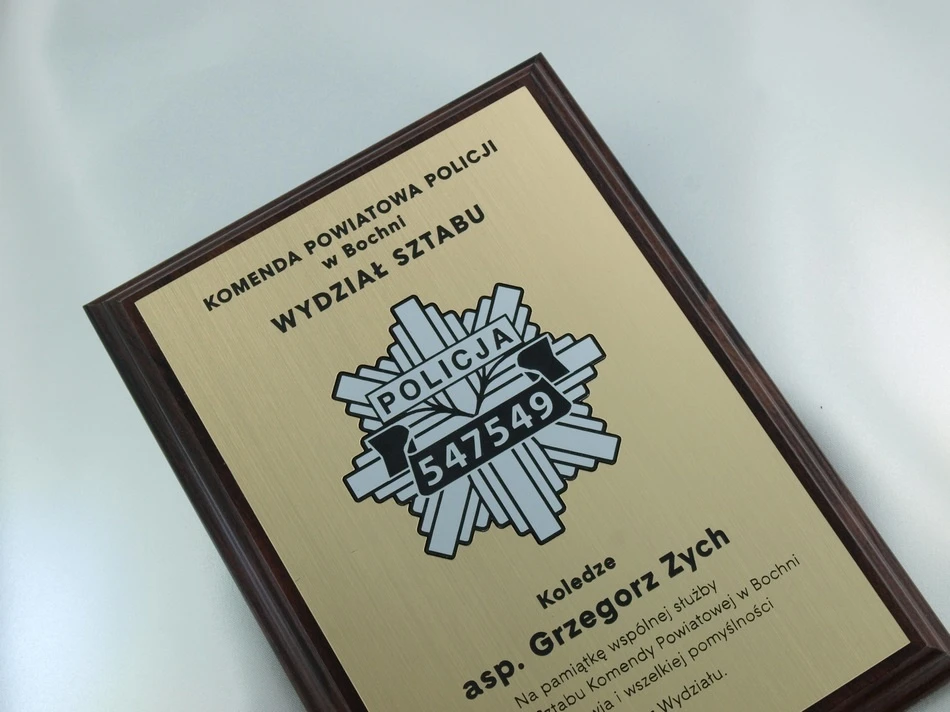 KOMENDA POWIATOWA POLICJI
w Bochni
WYDZIAŁ SZTABU
POLICJA
547549
Koledze
asp. Grzegorz Zych
Na pamiątkę wspólnej służby
Sztabu Komendy Powiatowej w Bochni
i wszelkiej pomyślności
Wydziału.